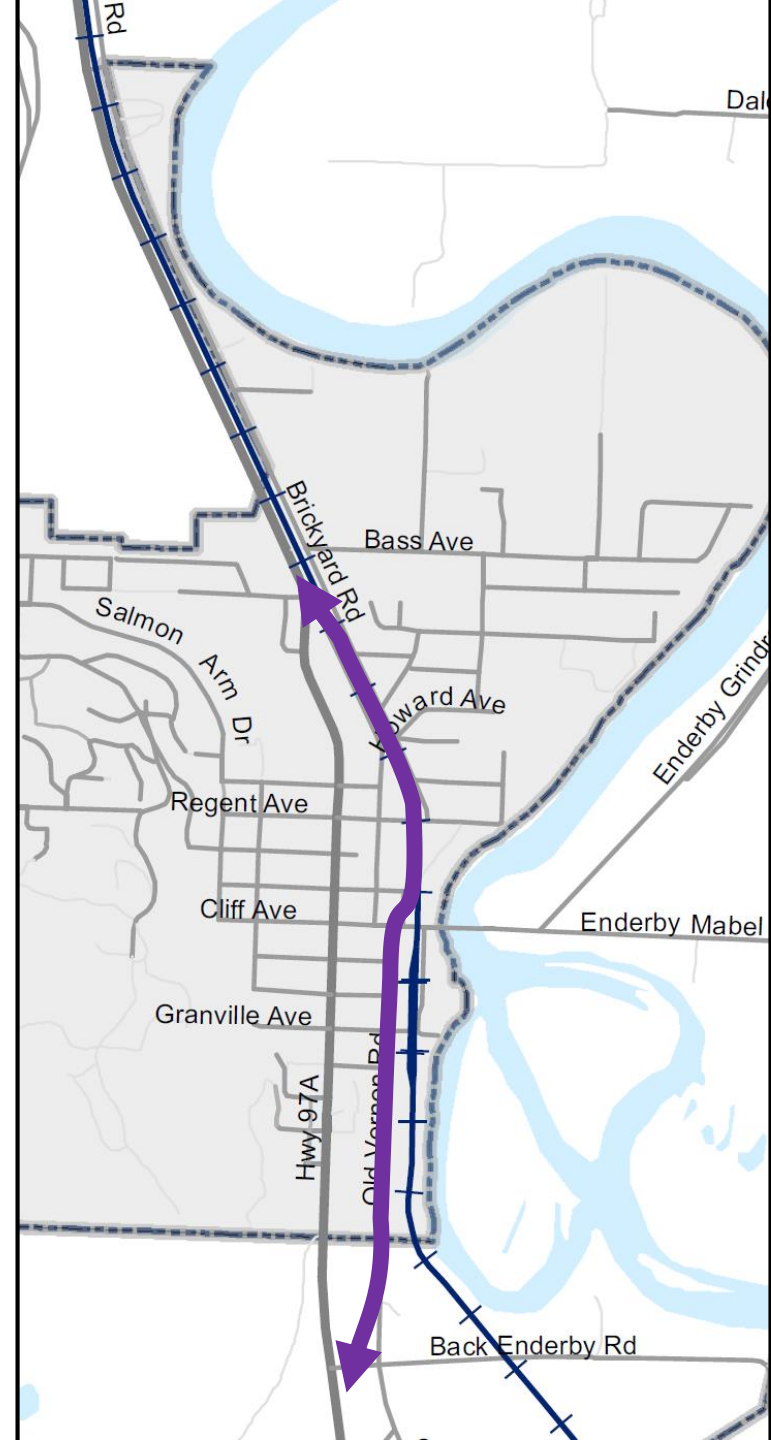 Rd
Brickyard Rd
Bass Ave
Salmon Arm Dr
Howard Ave
Enderby Grindr
Regent Ave
Cliff Ave
Enderby Mabel
Granville Ave
Old Vernon Rd
Hwy 97A
Back Enderby Rd